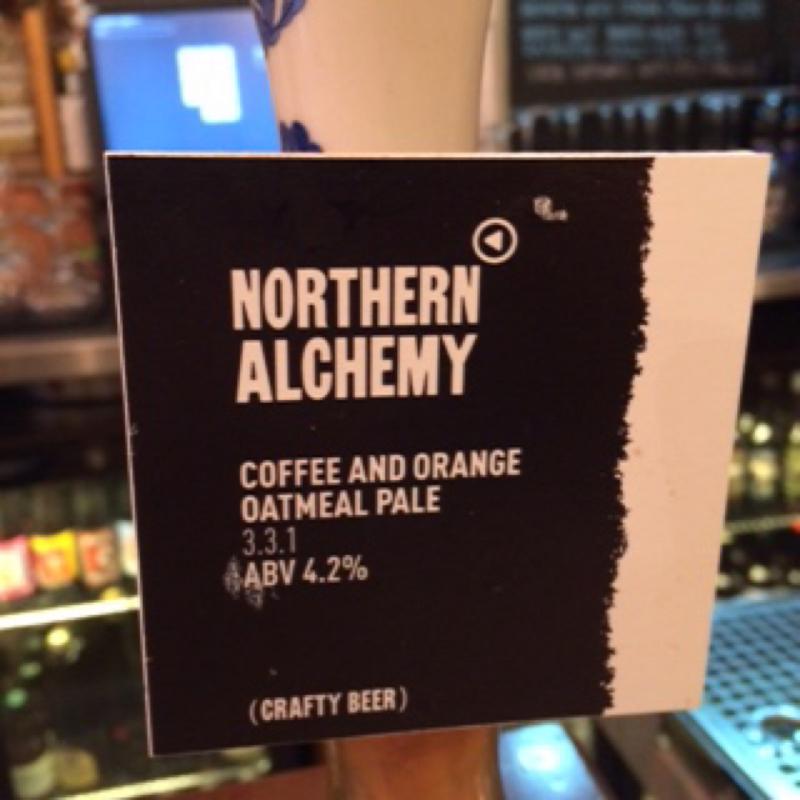 NORTHERN
ALCHEMY
COFFEE AND ORANGE
OATMEAL PALE
3.3.1
ABV 4.2%
(CRAFTY BEER)